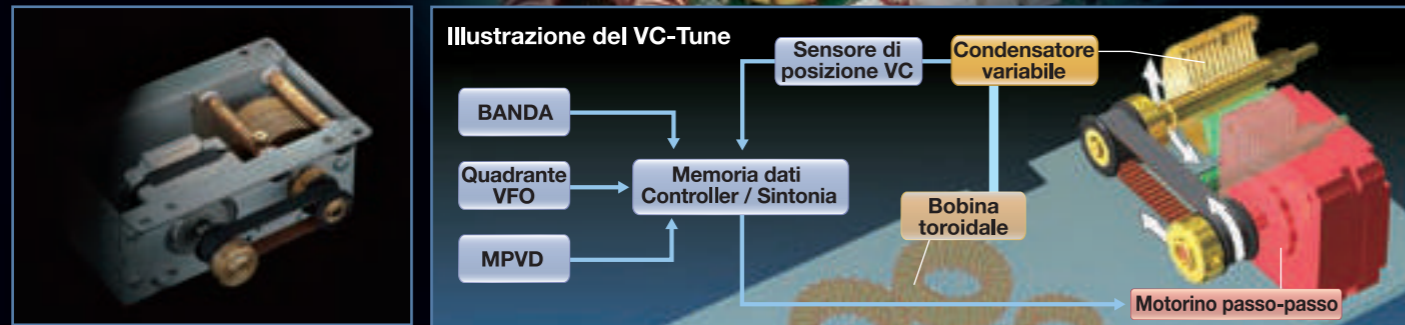 Illustrazione del VC-Tune
Sensore di
posizione VC
Condensatore
variabile
BANDA
Quadrante
VFO
Memoria dati
Controller / Sintonia
MPVD
Bobina
toroidale
Motorino passo-passo